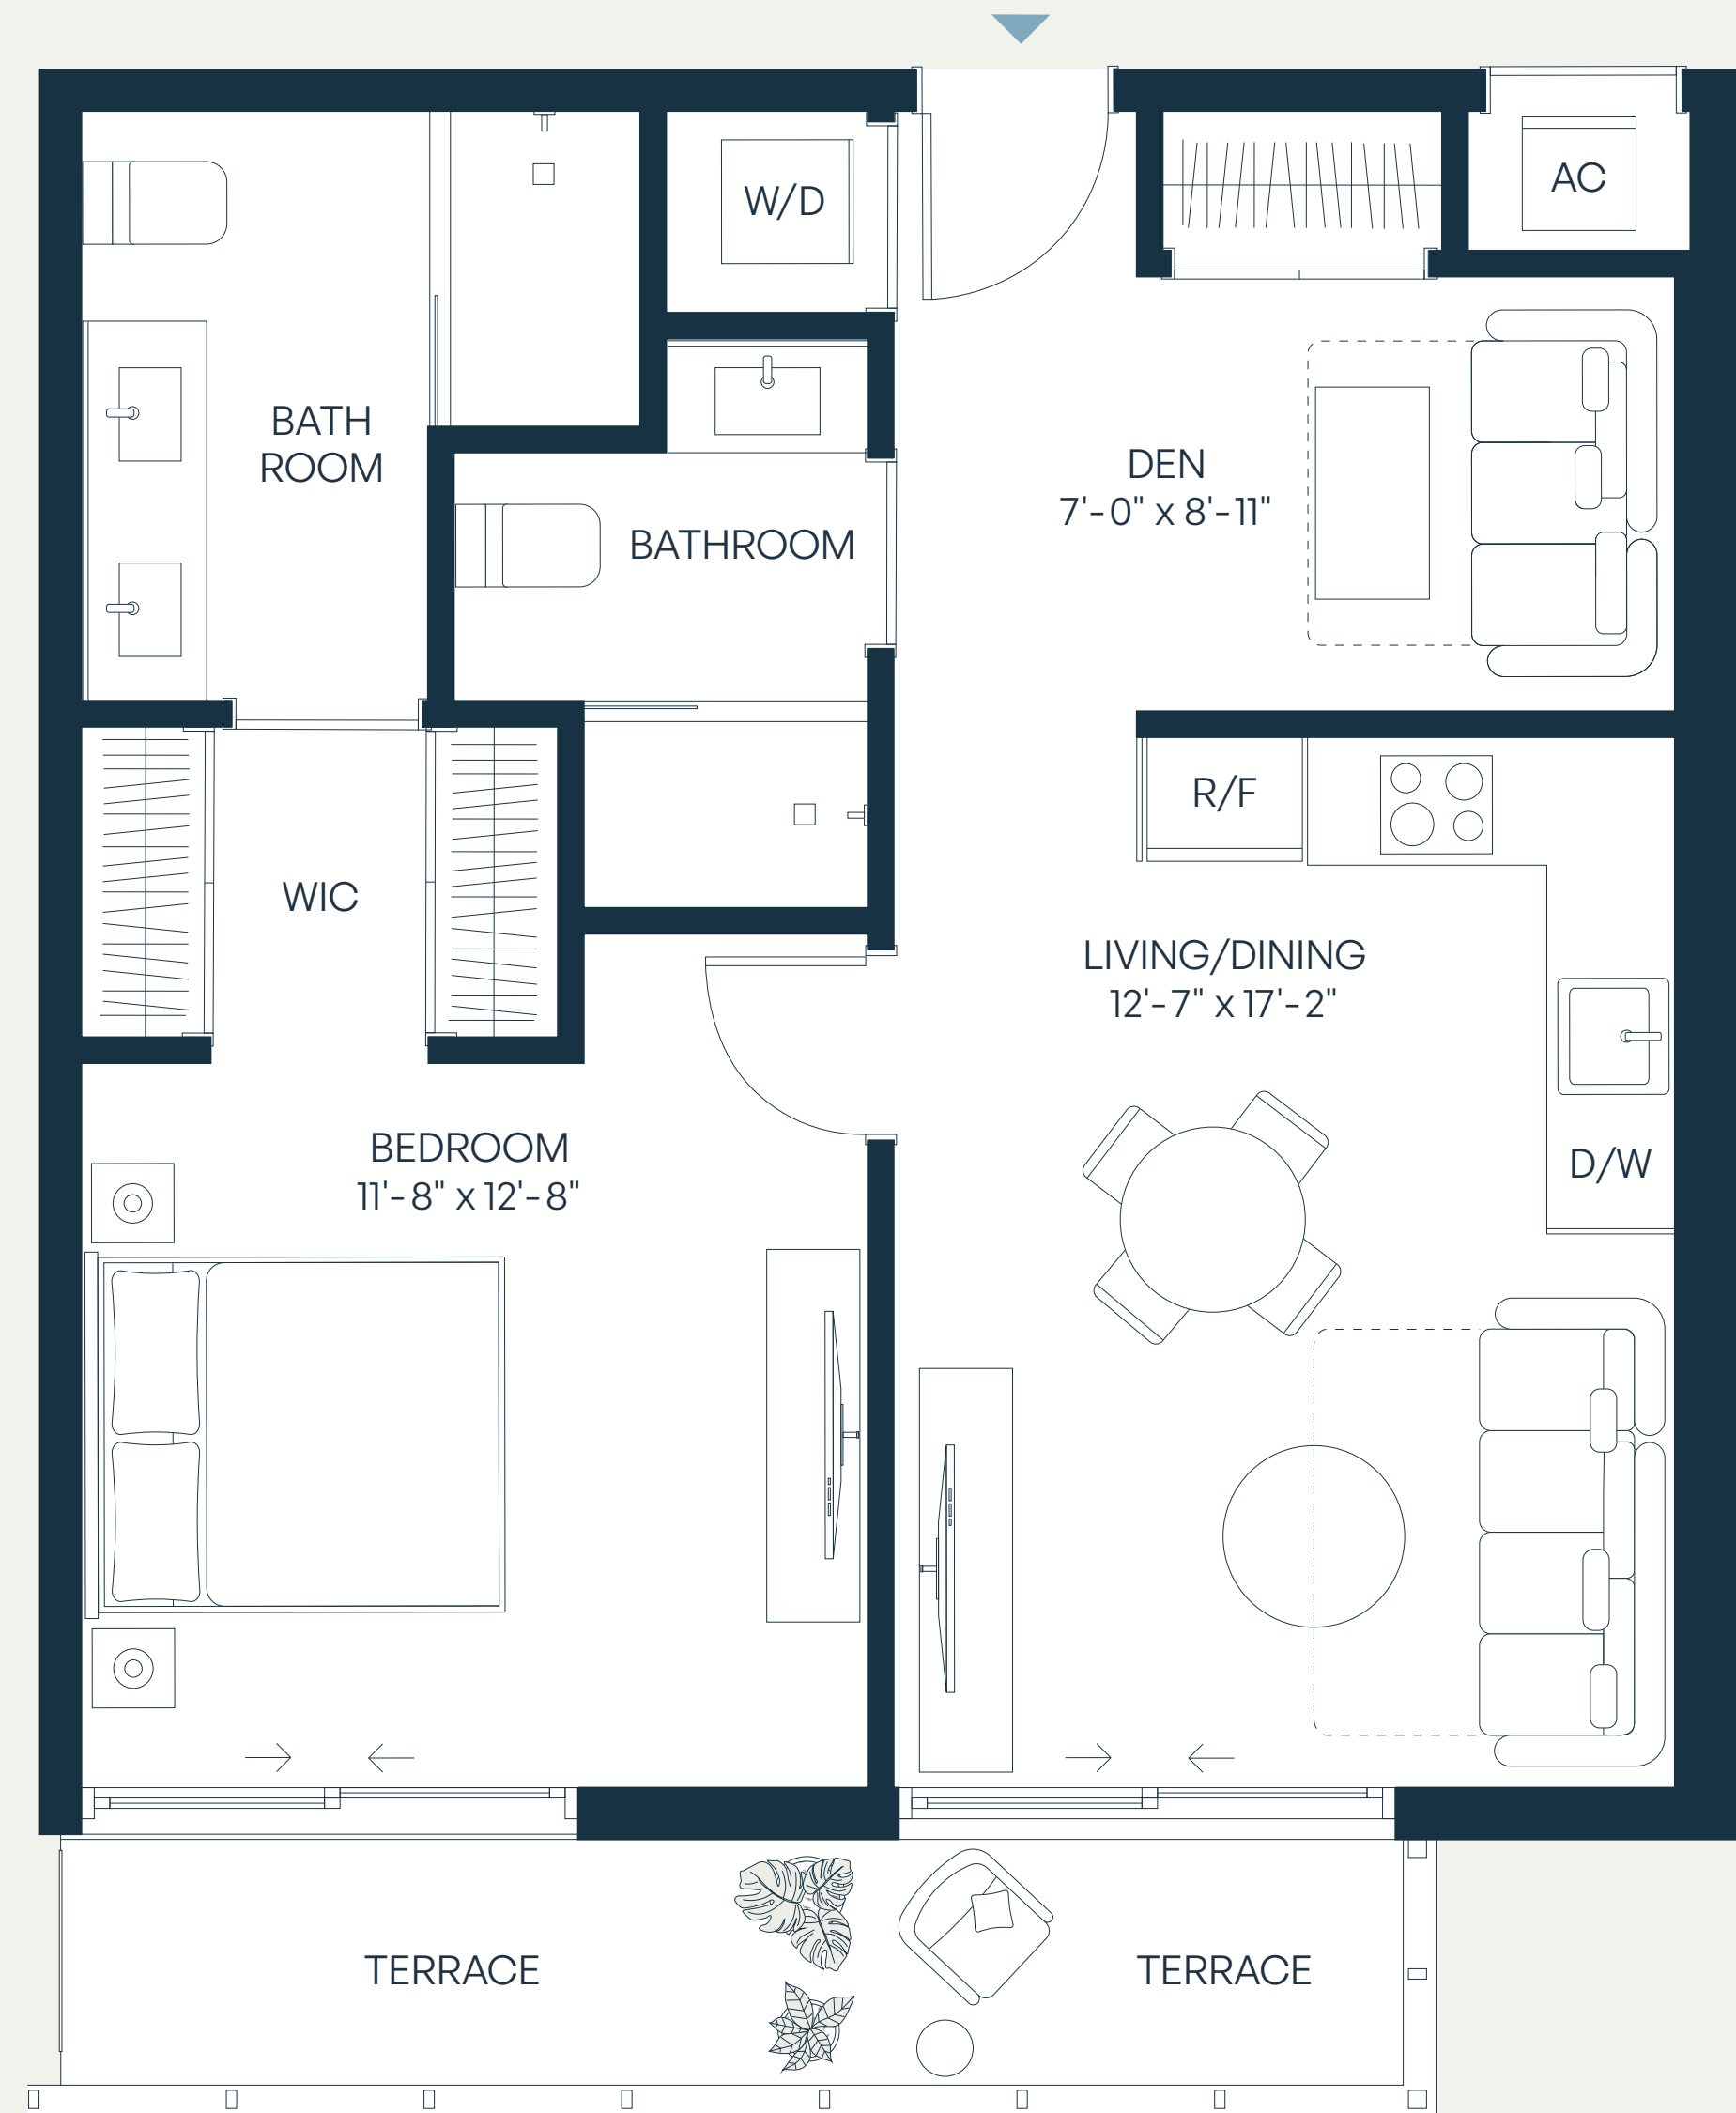 W/D
AC
BATH
ROOM
DEN
7'-0" x 8'-11"
BATHROOM
R/F
WIC
LIVING/DINING
12'-7" x 17'-2"
BEDROOM
11'-8" x 12'-8"
D/W
TERRACE
TERRACE